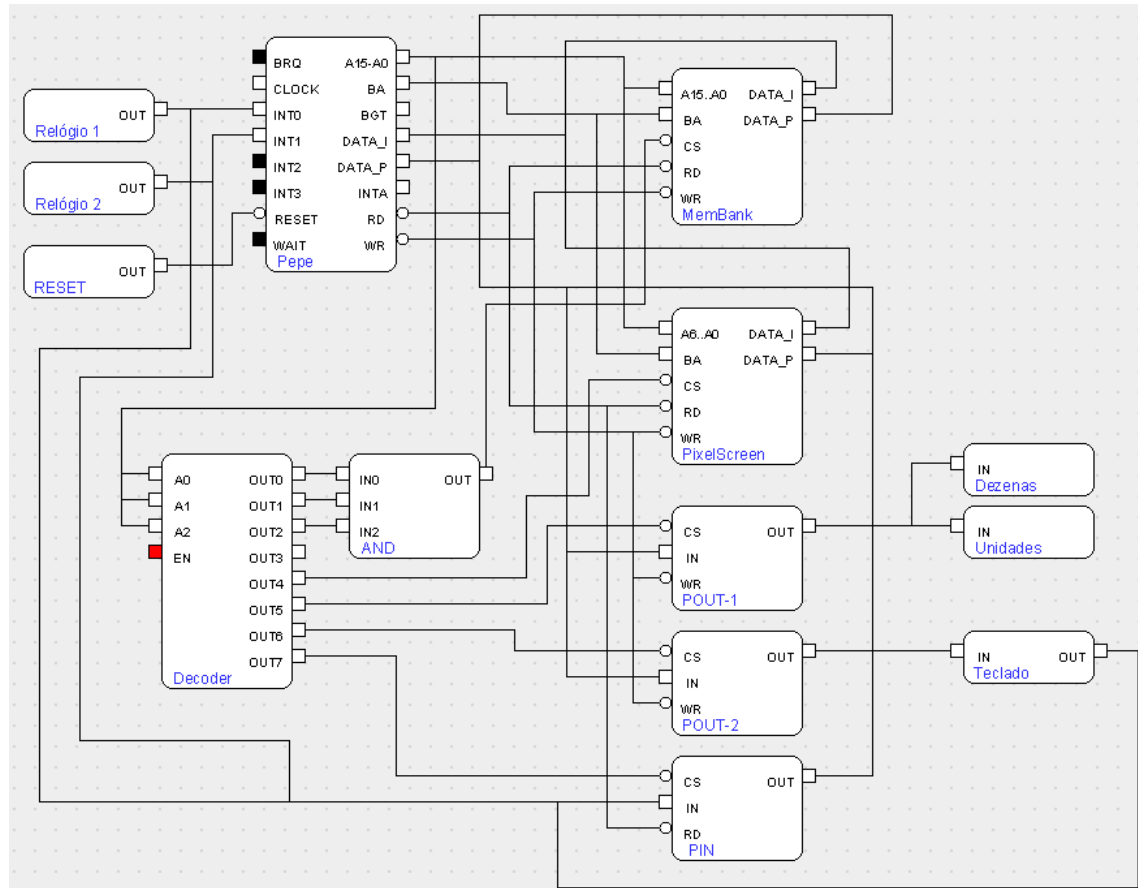 OUT
Relógio 1
OUT
Relógio 2
OUT
RESET
BRQ A15-A0
CLOCK BA
INT0 BGT
INT1 DATA_I
INT2 DATA_P
INT3 INTA
RESET RD
WAIT WR
Pepe
A15..A0 DATA_I
BA DATA_P
CS
RD
WR
MemBank
A6..A0 DATA_I
BA DATA_P
CS
RD
WR
PixelScreen
A0 OUT0
A1 OUT1
A2 OUT2
EN OUT3
OUT4
OUT5
OUT6
OUT7
Decoder
IN0 OUT
IN1
IN2
AND
CS OUT
IN
WR
POUT-1
IN
Dezenas
IN
Unidades
CS OUT
IN
WR
POUT-2
IN OUT
Teclado
CS OUT
IN
RD
PIN